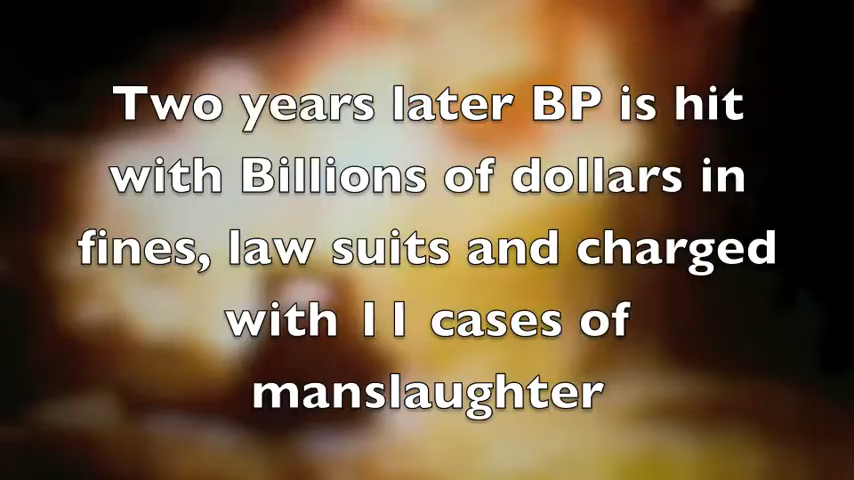 Two years later BP is hit
with Billions of dollars in
fines, law suits and charged
with 11 cases of
manslaughter